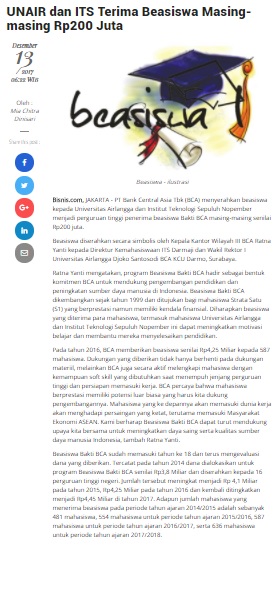 UNAIR dan ITS Terima Beasiswa Masing-
masing Rp200 Juta
Desember
13
/ 2017
06:22 WIB
Oleh :
Mia Chitra
Dinisari
beasiswa
Beasiswa - ilustrasi
Bisnis.com, JAKARTA - PT Bank Central Asia Tbk (BCA) menyerahkan beasiswa
kepada Universitas Airlangga dan Institut Teknologi Sepuluh Nopember
menjadi perguruan tinggi penerima beasiswa Bakti BCA masing-masing senilai
Rp200 juta.
Beasiswa diserahkan secara simbolis oleh Kepala Kantor Wilayah III BCA Ratna
Yanti kepada Direktur Kemahasiswaan ITS Darmaji dan Wakil Rektor I
Universitas Airlangga Djoko Santosodi BCA KCU Darmo, Surabaya.
Ratna Yanti mengatakan, program Beasiswa Bakti BCA hadir sebagai bentuk
komitmen BCA untuk mendukung pengembangan pendidikan dan
peningkatan sumber daya manusia di Indonesia. Beasiswa Bakti BCA
dikembangkan sejak tahun 1999 dan ditujukan bagi mahasiswa Strata Satu
(S1) yang berprestasi namun memiliki kendala finansial. Diharapkan beasiswa
yang diterima para mahasiswa, termasuk mahasiswa Universitas Airlangga
dan Institut Teknologi Sepuluh Nopember ini dapat meningkatkan motivasi
belajar dan membantu mereka menyelesaikan pendidikan.
Pada tahun 2016, BCA memberikan beasiswa senilai Rp4,25 Miliar kepada 587
mahasiswa. Dukungan yang diberikan tidak hanya berhenti pada dukungan
materiil, melainkan BCA juga secara aktif melengkapi mahasiswa dengan
kemampuan soft skill yang dibutuhkan saat menempuh jenjang perguruan
tinggi dan persiapan memasuki kerja. BCA percaya bahwa mahasiswa
berprestasi memiliki potensi luar biasa yang harus kita dukung
pengembangannya. Mahasiswa yang ke depannya akan memasuki dunia kerja
akan menghadapi persaingan yang ketat, terutama memasuki Masyarakat
Ekonomi ASEAN. Kami berharap Beasiswa Bakti BCA dapat turut mendukung
upaya kita bersama untuk meningkatkan daya saing serta kualitas sumber
daya manusia Indonesia, tambah Ratna Yanti.
Beasiswa Bakti BCA sudah memasuki tahun ke 18 dan terus mengevaluasi
dana yang diberikan. Tercatat pada tahun 2014 dana dialokasikan untuk
program Beasiswa Bakti BCA senilai Rp3,8 Miliar dan diserahkan kepada 16
perguruan tinggi negeri. Jumlah tersebut meningkat menjadi Rp 4,1 Miliar
pada tahun 2015, Rp4,25 Miliar pada tahun 2016 dan kembali ditingkatkan
menjadi Rp4,45 Miliar di tahun 2017. Adapun jumlah mahasiswa yang
menerima beasiswa pada periode tahun ajaran 2014/2015 adalah sebanyak
481 mahasiswa, 554 mahasiswa untuk periode tahun ajaran 2015/2016, 587
mahasiswa untuk periode tahun ajaran 2016/2017, serta 636 mahasiswa
untuk periode tahun ajaran 2017/2018.